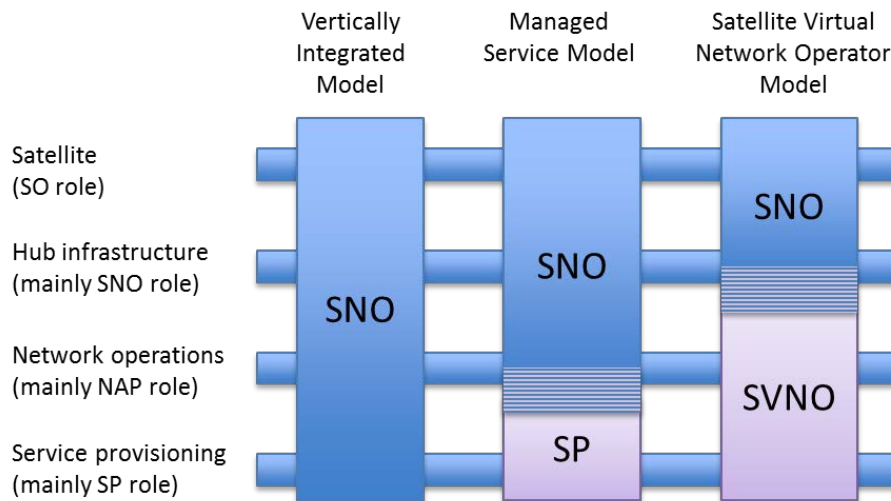 Vertically
Integrated
Model
Managed
Service Model
Satellite Virtual
Network Operator
Model
Satellite
(SO role)
Hub infrastructure
(mainly SNO role)
Network operations
(mainly NAP role)
Service provisioning
(mainly SP role)
SNO
SNO
SP
SNO
SVNO